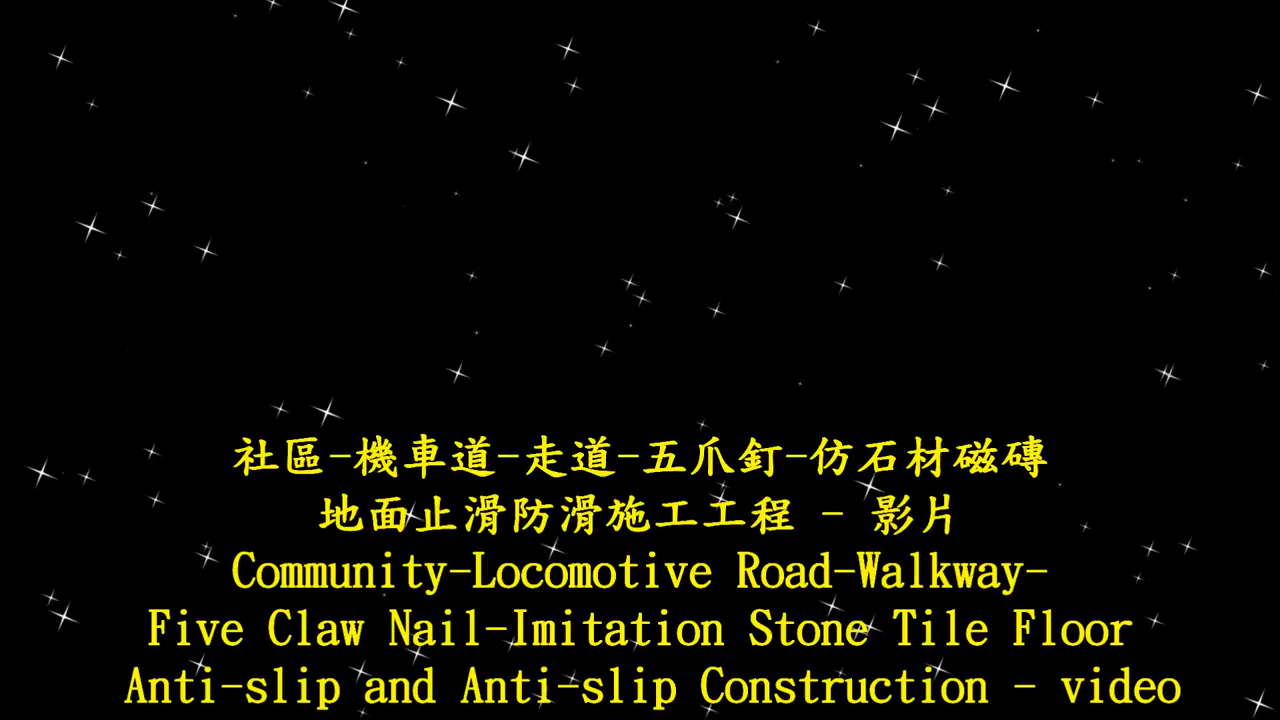 社區-機車道-走道-五爪釘-仿石材磁磚
地面止滑防滑施工工程 - 影片
Community-Locomotive Road-Walkway-
Five Claw Nail-Imitation Stone Tile Floor
Anti-slip and Anti-slip Construction - video